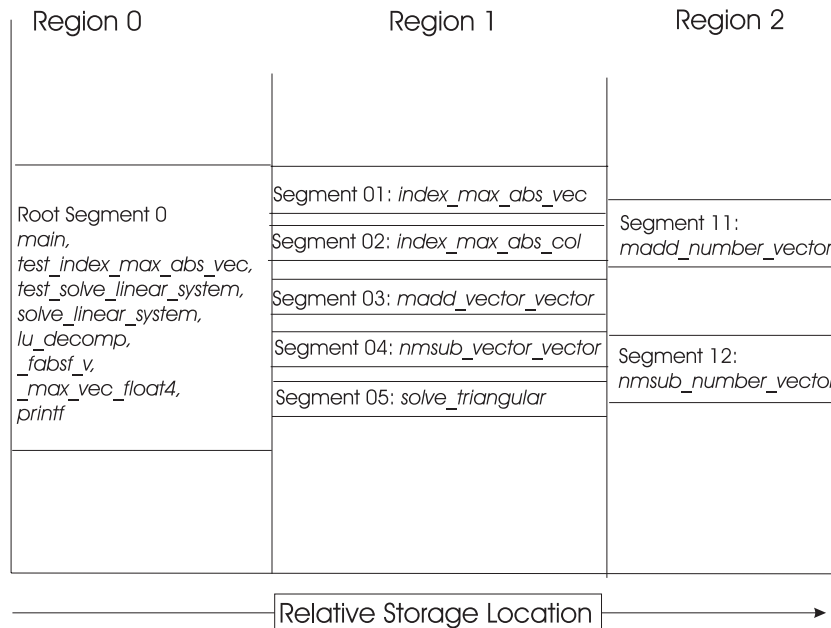 Region 0
Region 1
Region 2
Root Segment 0
main,
test_index_max_abs_vec,
test_solve_linear_system,
solve_linear_system,
lu_decomp,
_fabsf_v,
_max_vec_float4,
printf
Segment 01: index_max_abs_vec
Segment 02: index_max_abs_col
Segment 03: madd_vector_vector
Segment 04: nmsub_vector_vector
Segment 05: solve_triangular
Segment 11:
madd_number_vector
Segment 12:
nmsub_number_vector
Relative Storage Location